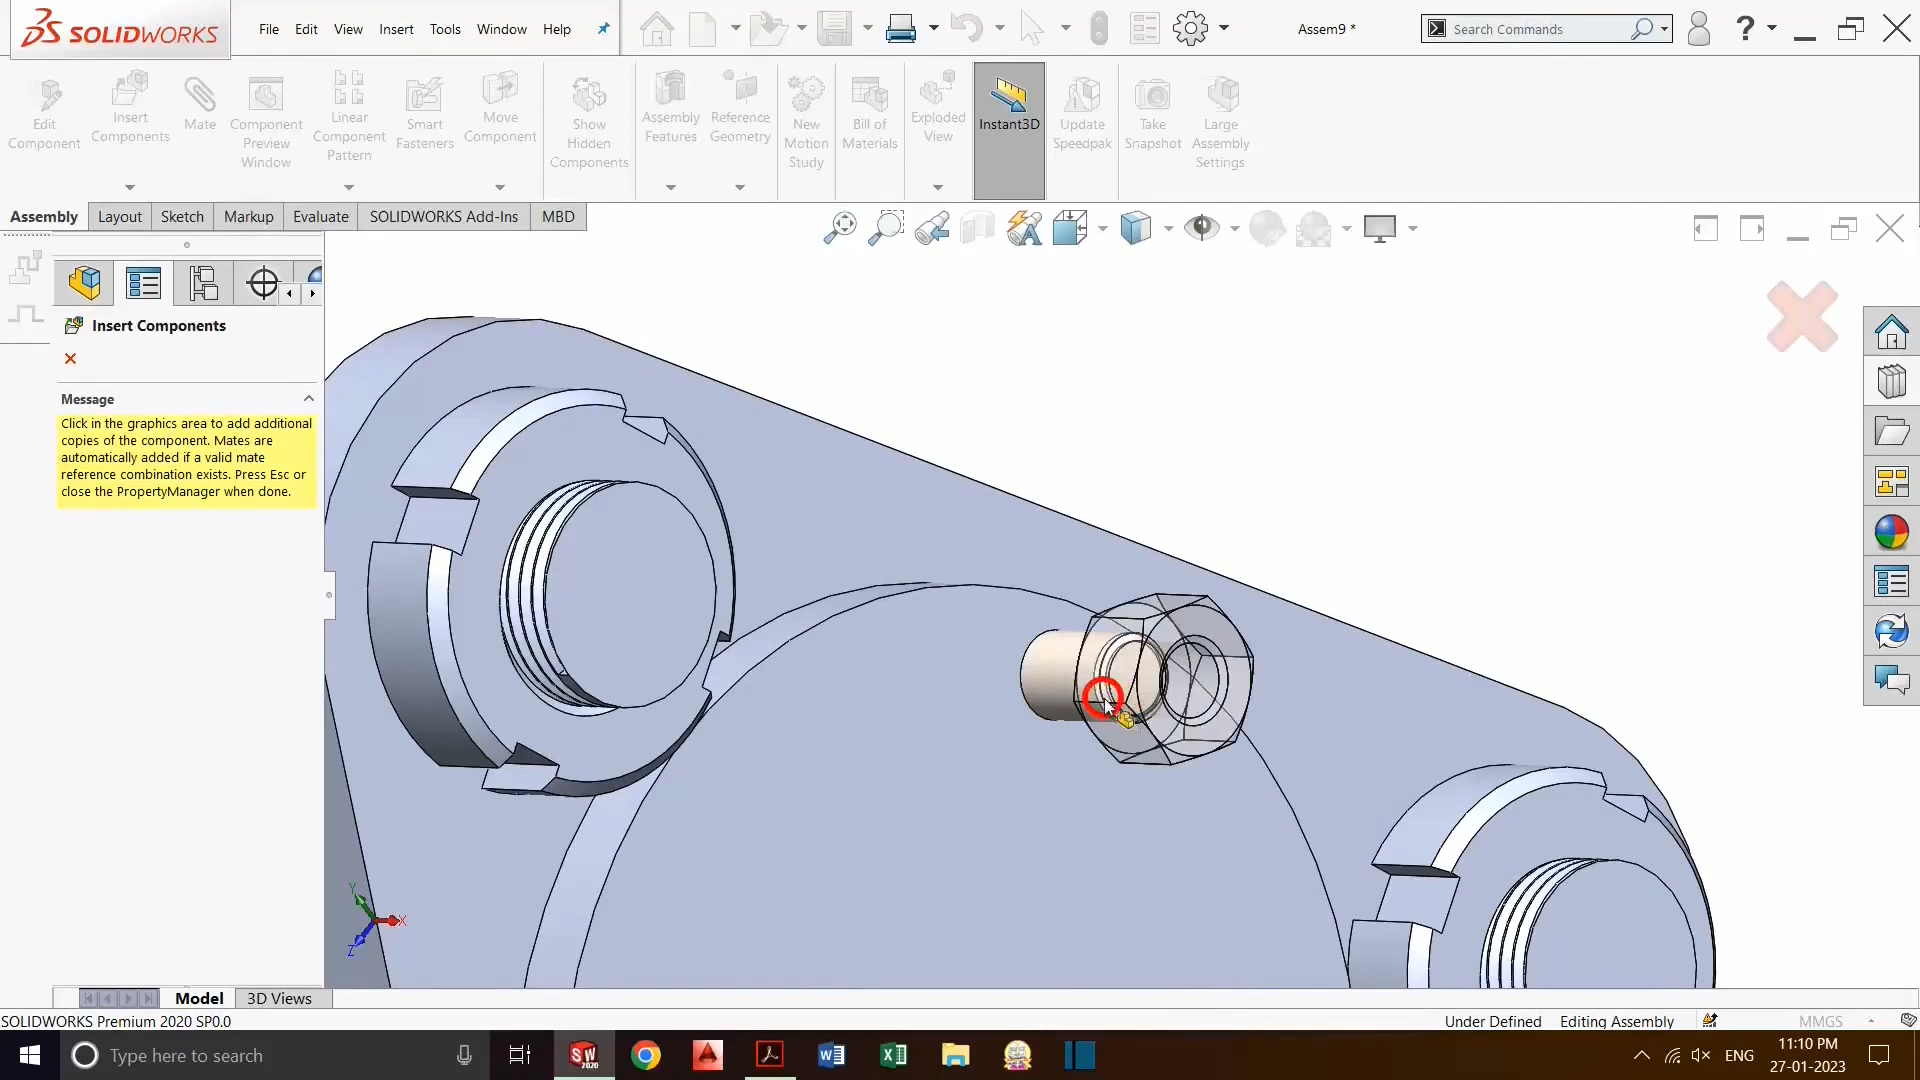 SOLIDWORKS
File Edit View Insert Tools Window Help
Assem9 *
Search Commands
?
Edit Component
Insert Components
Mate
Component Preview Window
Linear Component Pattern
Smart Fasteners
Move Component
Show Hidden Components
Assembly Features
Reference Geometry
New Motion Study
Bill of Materials
Exploded View
Instant3D
Update Speedpak
Take Snapshot
Large Assembly Settings
Assembly Layout Sketch Markup Evaluate SOLIDWORKS Add-Ins MBD
Insert Components
Message
Click in the graphics area to add additional
copies of the component. Mates are
automatically added if a valid mate
reference combination exists. Press Esc or
close the PropertyManager when done.
Y
X
Z
Model 3D Views
SOLIDWORKS Premium 2020 SP0.0
Under Defined Editing Assembly MMGS
Type here to search
SW
2020
ENG
11:10 PM
27-01-2023